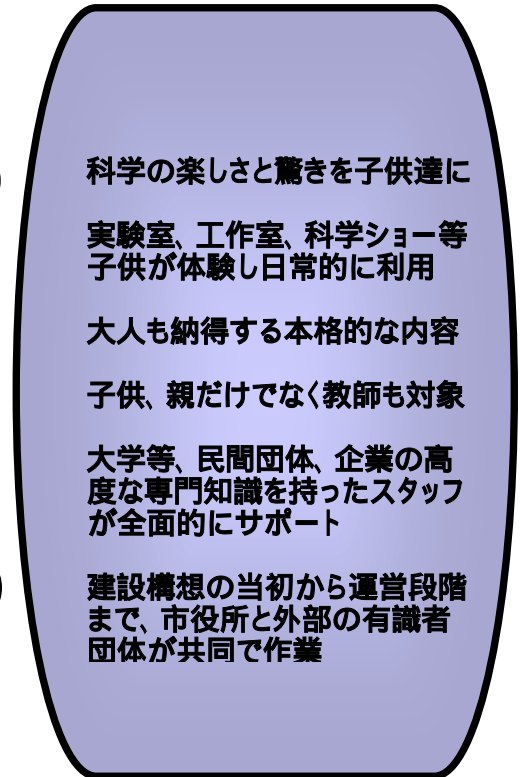 科学の楽しさと驚きを子供達に
実験室、工作室、科学ショー等
子供が体験し日常的に利用
大人も納得する本格的な内容
子供、親だけでなく教師も対象
大学等、民間団体、企業の高
度な専門知識を持ったスタッフ
が全面的にサポート
建設構想の当初から運営段階
まで、市役所と外部の有識者
団体が共同で作業